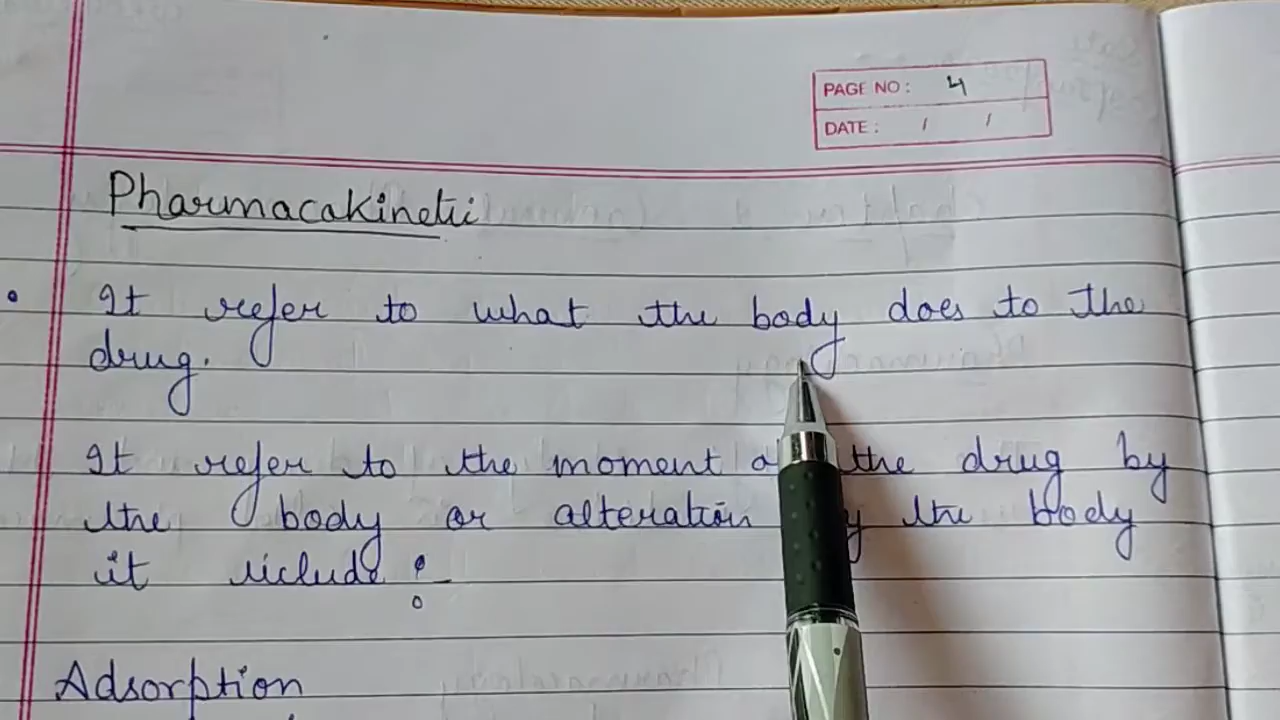 PAGE NO: 4
DATE: / /
Pharmacakinetic
It refer to what the body does to the
drug.
It refer to the moment the drug by
the body or alteration the body
it include :
Adsorption